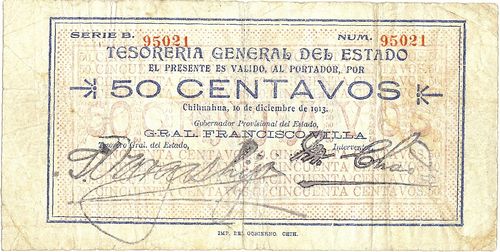 SERIE B. 95021 NUM. 95021
TESORERIA GENERAL DEL ESTADO
EL PRESENTE ES VALIDO, AL PORTADOR, POR
50 CENTAVOS
Chihuahua, 10 de diciembre de 1913.
Gobernador Provisional del Estado,
GRAL. FRANCISCO VILLA
Tesorero Gral. del Estado, Interventor
CINCUENTA CENTAVOS
IMP. DEL GOBIERNO. CHIH.